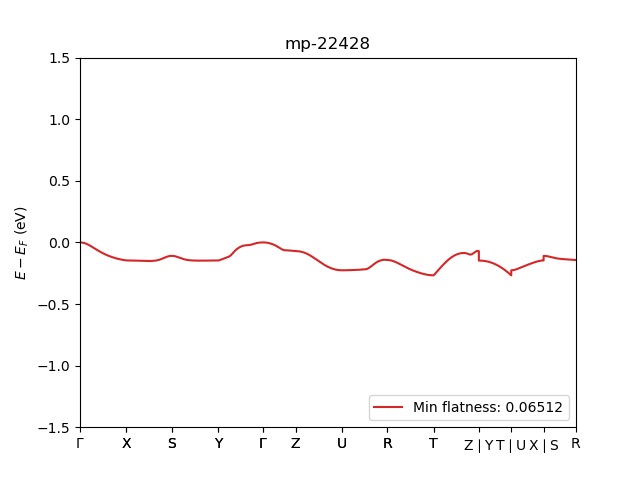 mp-22428
1.5
1.0
0.5
0.0
−0.5
−1.0
−1.5
E − E_F (eV)
Min flatness: 0.06512
Γ X S Y Γ Z U R T Z | Y T | U X | S R